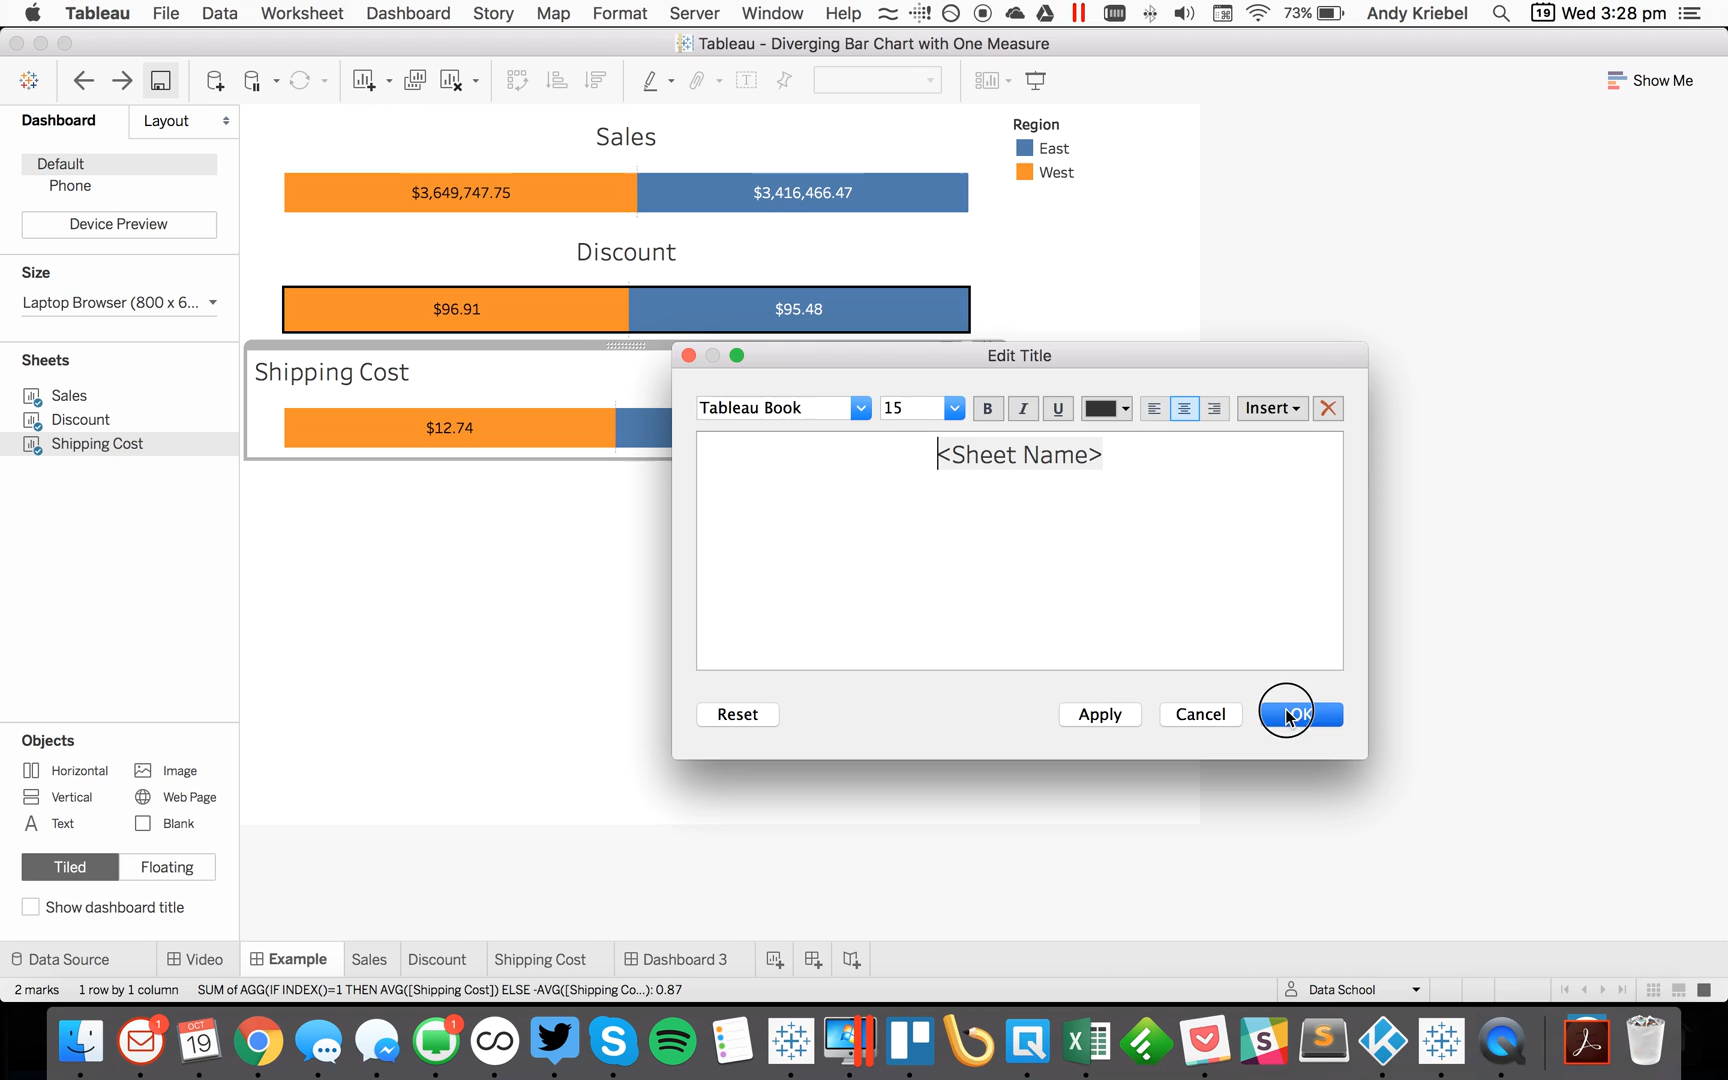 Tableau File Data Worksheet Dashboard Story Map Format Server Window Help 73% Andy Kriebel 19 Wed 3:28 pm
Tableau - Diverging Bar Chart with One Measure
Show Me
Dashboard Layout
Default
Phone
Device Preview
Size
Laptop Browser (800 x 6...
Sheets
Sales
Discount
Shipping Cost
Objects
Horizontal Image
Vertical Web Page
A Text Blank
Tiled Floating
Show dashboard title
Sales
$3,649,747.75 $3,416,466.47
Discount
$96.91 $95.48
Shipping Cost
$12.74
Region
East
West
Edit Title
Tableau Book 15 B I U Insert
<Sheet Name>
Reset Apply Cancel OK
Data Source Video Example Sales Discount Shipping Cost Dashboard 3
2 marks 1 row by 1 column SUM of AGG(IF INDEX()=1 THEN AVG([Shipping Cost]) ELSE -AVG([Shipping Co...): 0.87 Data School
1 OCT 19 1